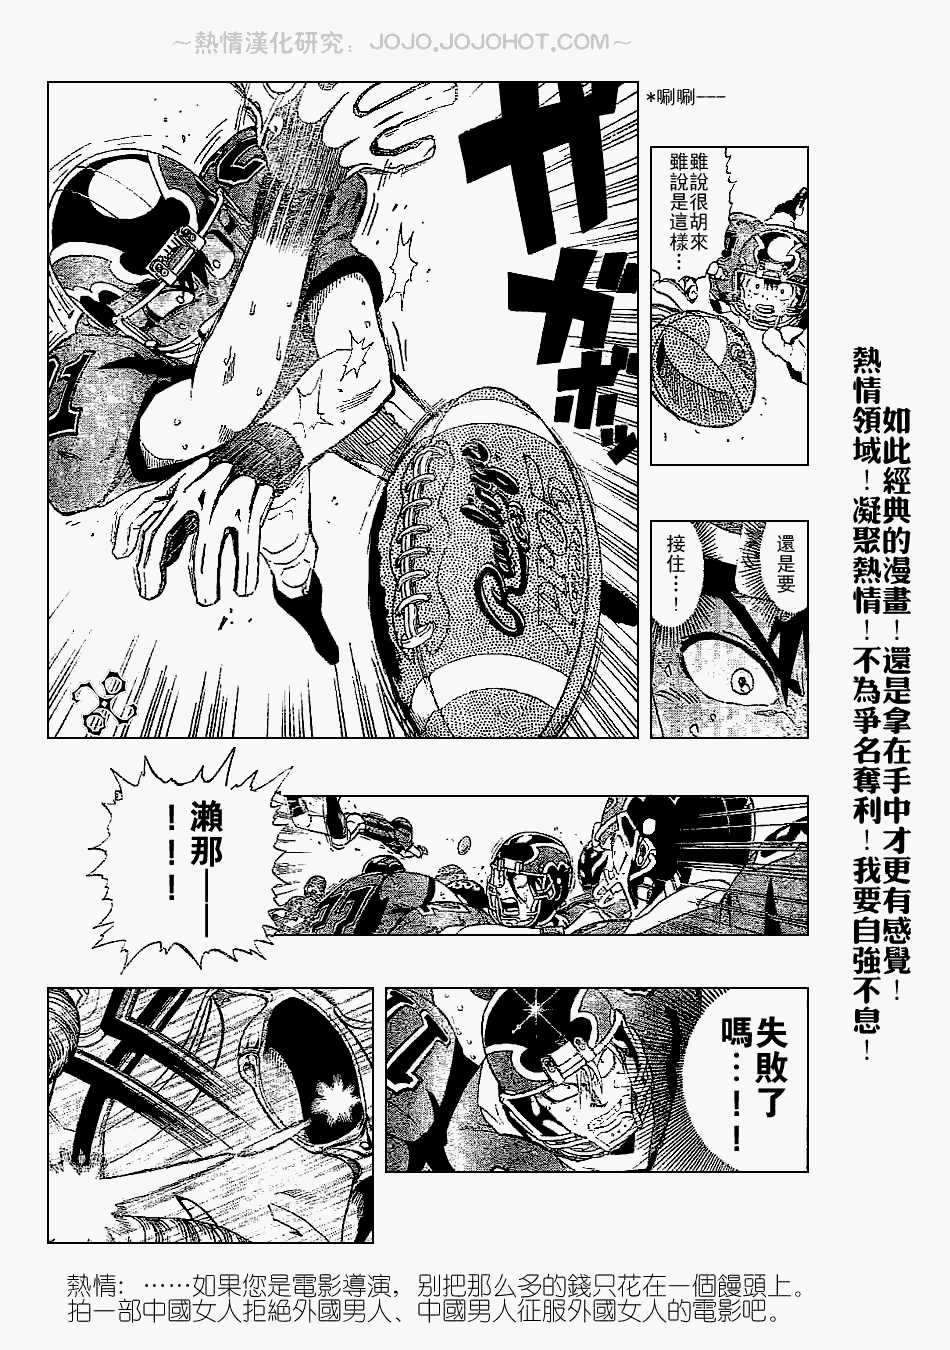 ～熱情漢化研究：JOJO.JOJOHOT.COM～
*唰唰---
雖說很胡來
雖說是這樣…
還是要
接住…！
瀨那——
！！！
失敗了
嗎…！！
如此經典的漫畫！還是拿在手中才更有感覺！
熱情領域！凝聚熱情！不為爭名奪利！我要自強不息！
熱情：……如果您是電影導演，别把那么多的錢只花在一個饅頭上。
拍一部中國女人拒絶外國男人、中國男人征服外國女人的電影吧。
Rawlings